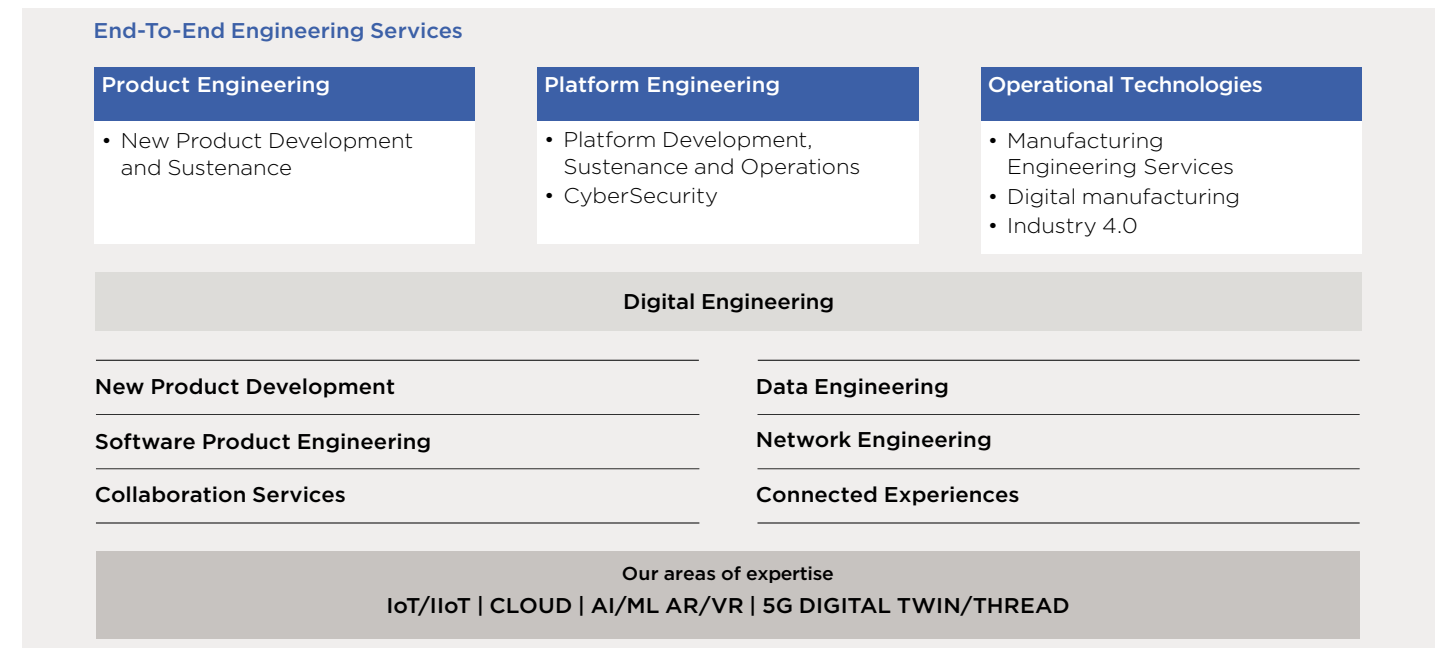 End-To-End Engineering Services
Product Engineering
• New Product Development
and Sustenance
Platform Engineering
• Platform Development,
Sustenance and Operations
• CyberSecurity
Operational Technologies
• Manufacturing
Engineering Services
• Digital manufacturing
• Industry 4.0
Digital Engineering
New Product Development
Software Product Engineering
Collaboration Services
Data Engineering
Network Engineering
Connected Experiences
Our areas of expertise
IoT/IIoT | CLOUD | AI/ML AR/VR | 5G DIGITAL TWIN/THREAD